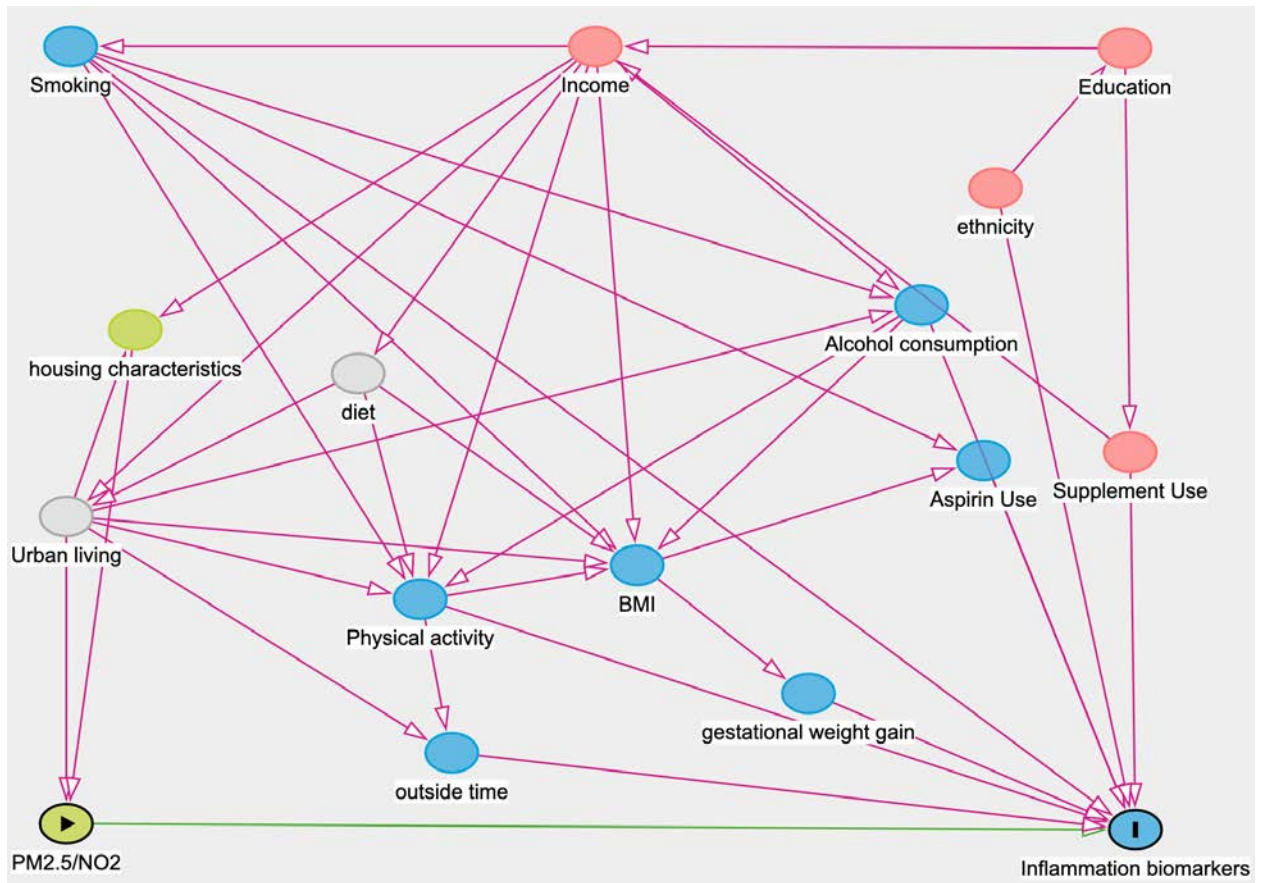 Smoking
Income
Education
ethnicity
housing characteristics
Alcohol consumption
diet
Aspirin Use
Supplement Use
Urban living
BMI
Physical activity
gestational weight gain
outside time
PM2.5/NO2
Inflammation biomarkers